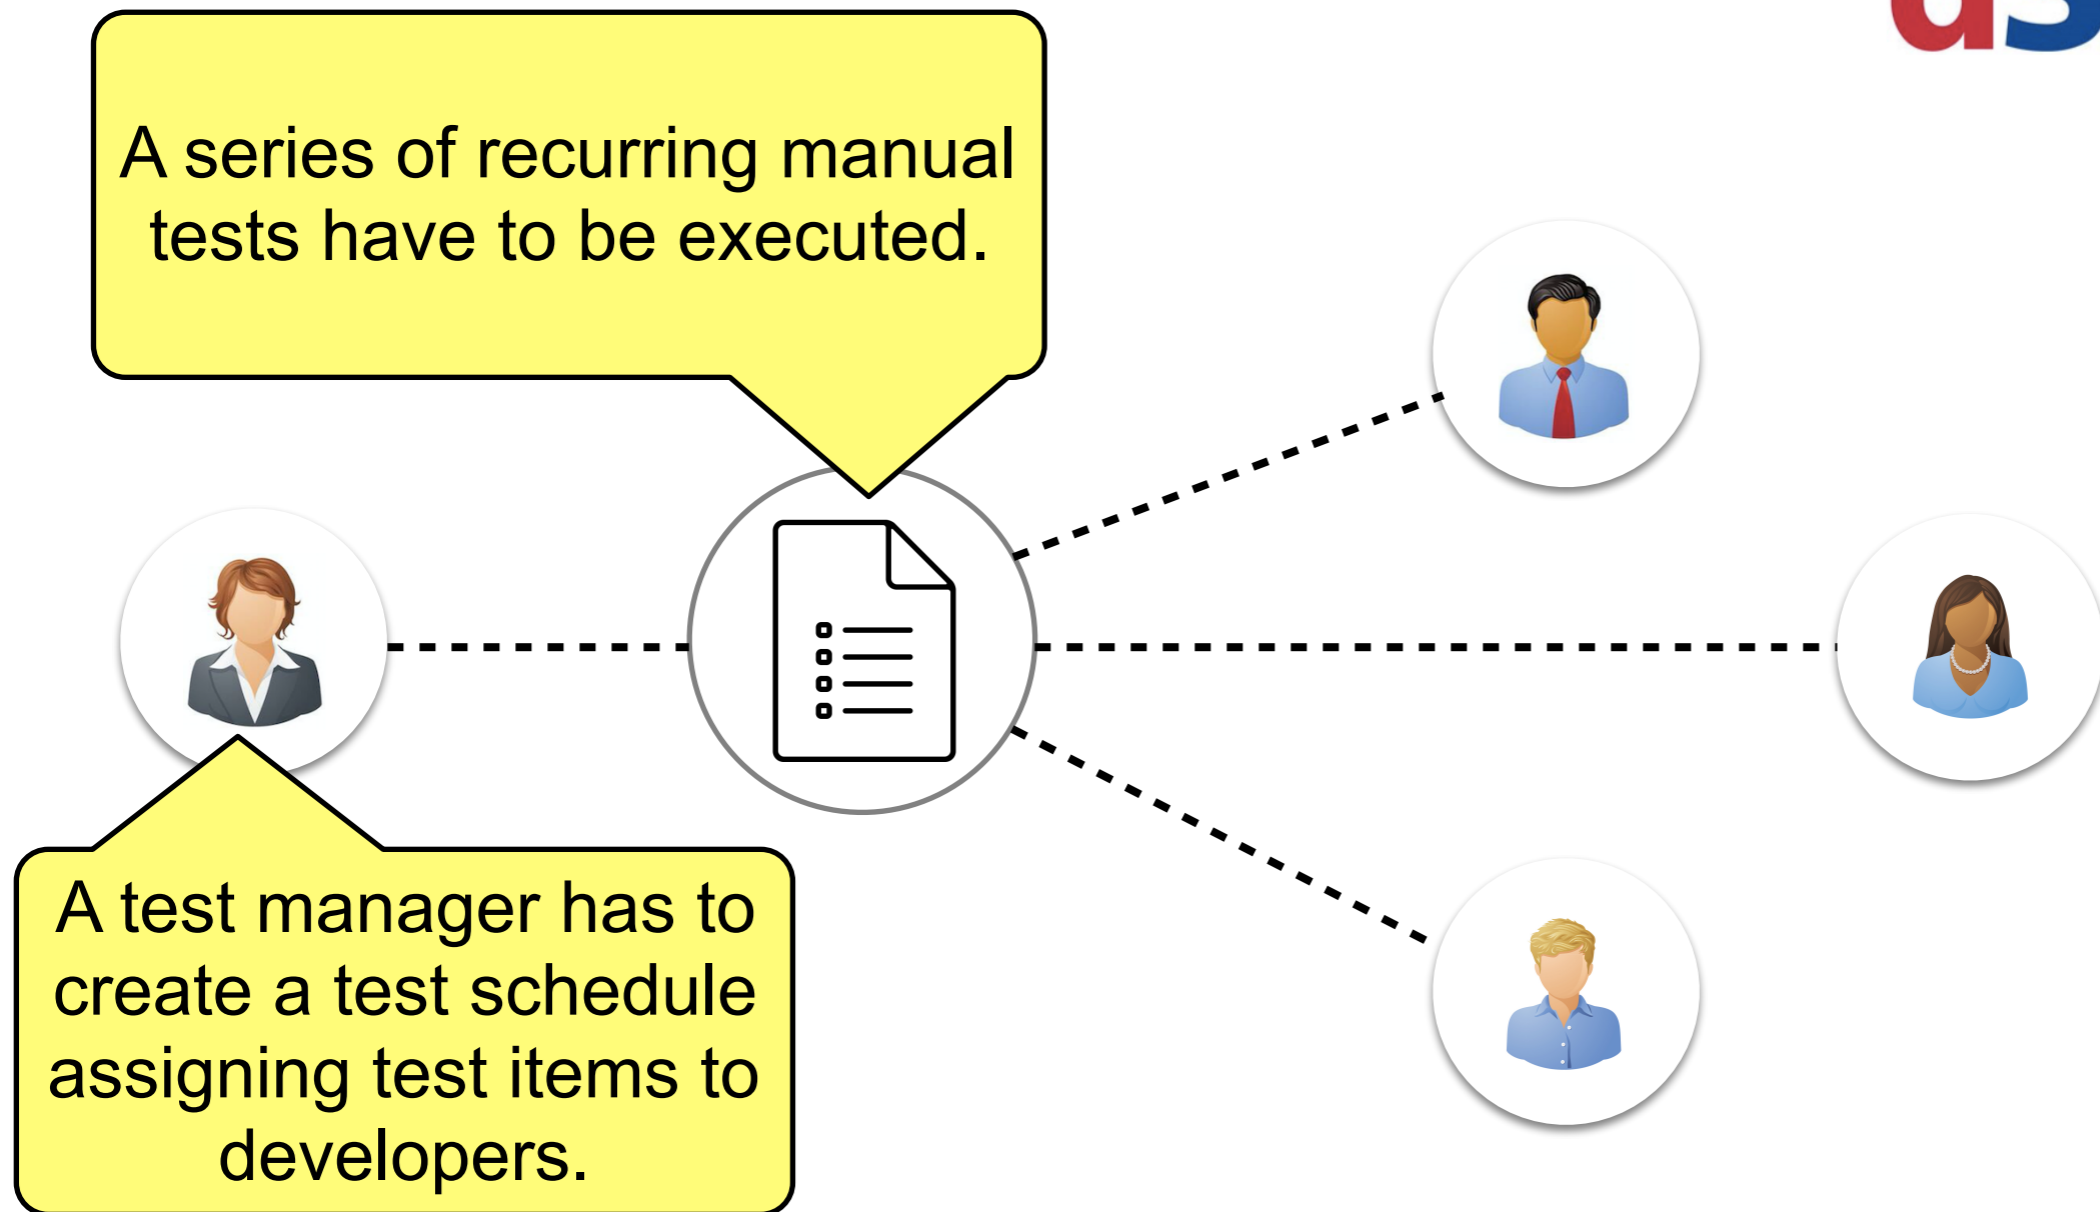 A series of recurring manual
tests have to be executed.
A test manager has to
create a test schedule
assigning test items to
developers.